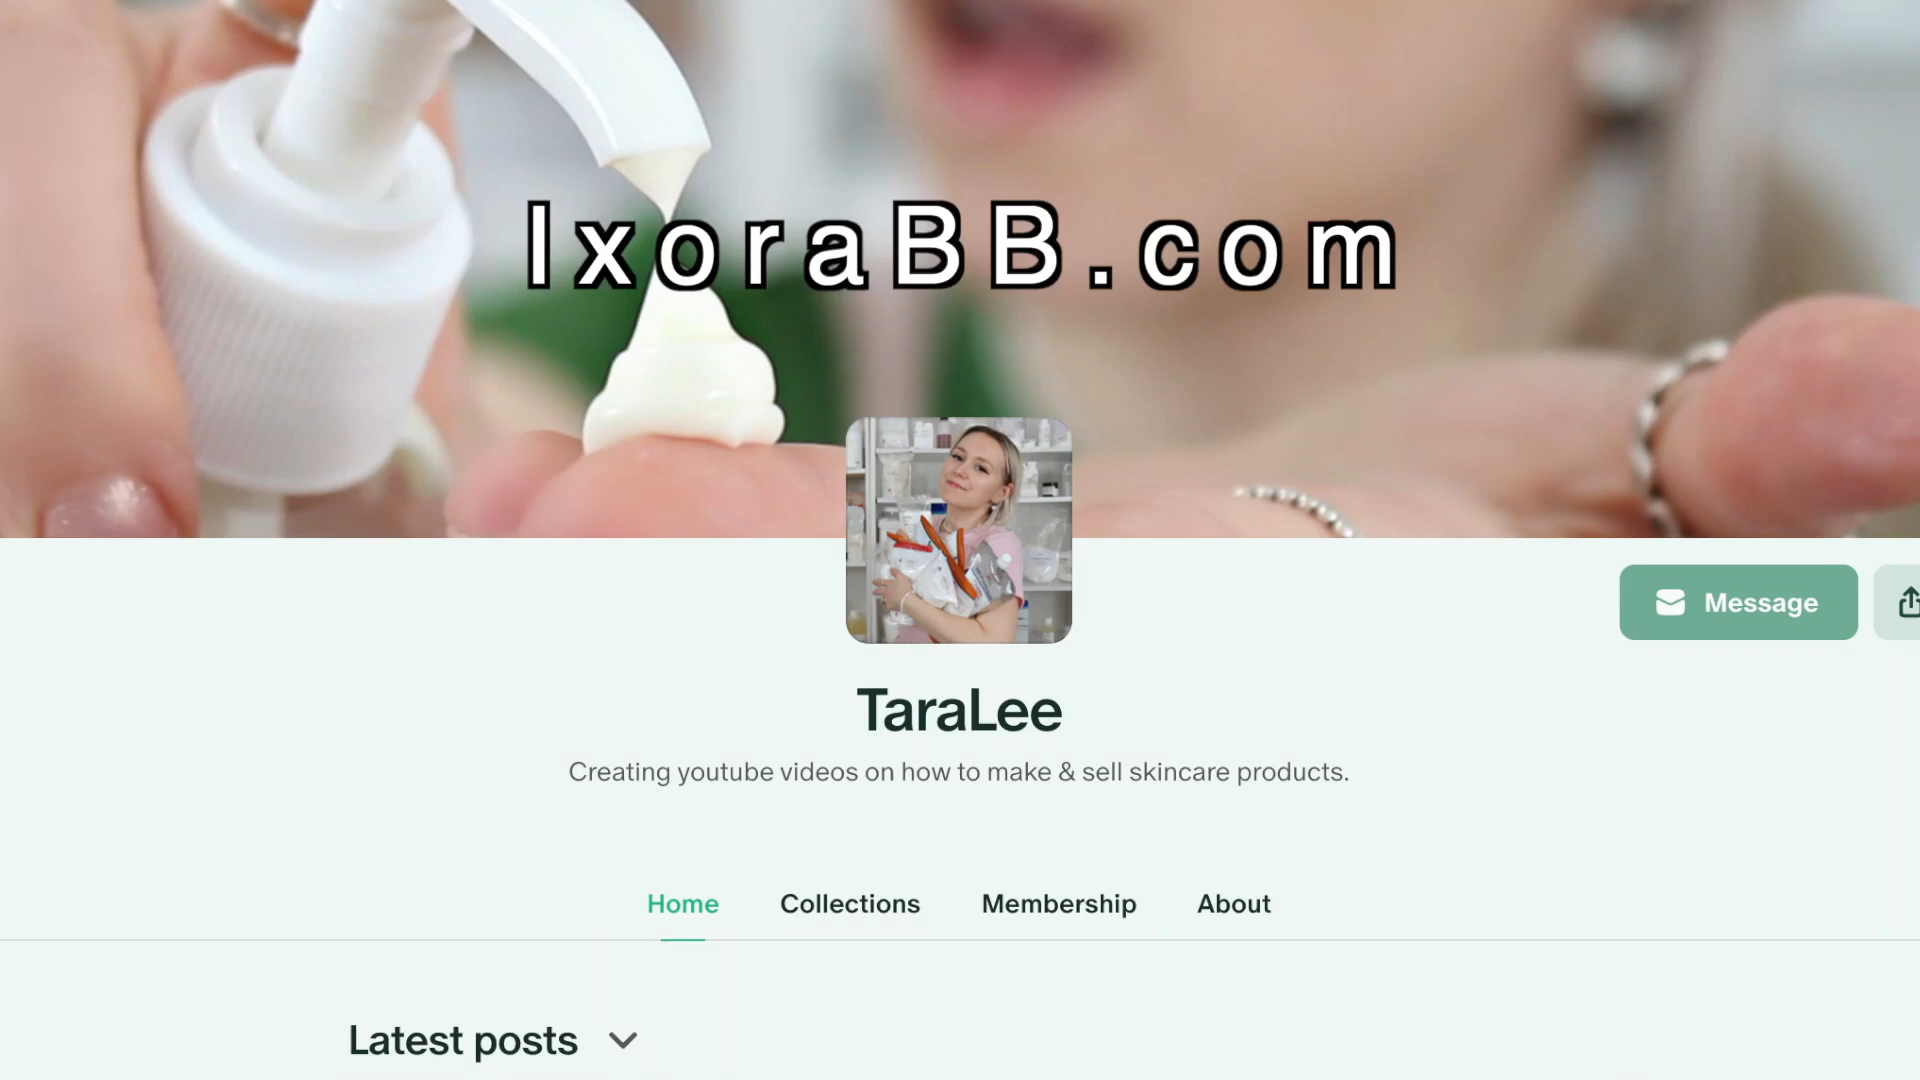 IxoraBB.com
Message
TaraLee
Creating youtube videos on how to make & sell skincare products.
Home Collections Membership About
Latest posts